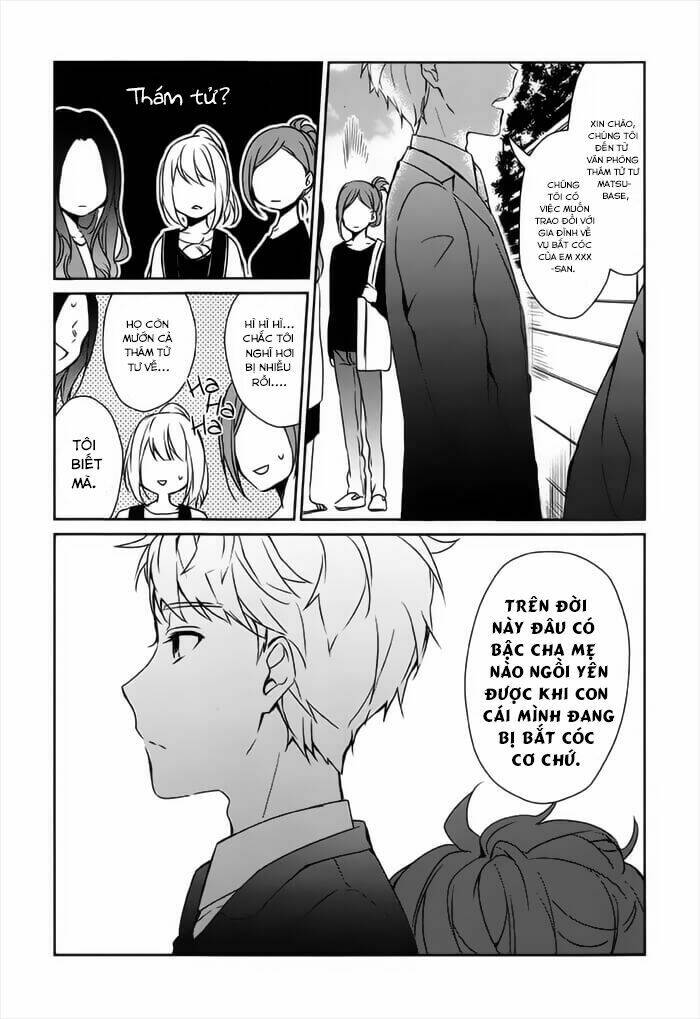 XIN CHÀO,
CHÚNG TÔI
ĐẾN TỪ
VĂN PHÒNG
THÁM TỬ TƯ
MATSU-
BASE,
CHÚNG TÔI CÓ
VIỆC MUỐN
TRAO ĐỔI VỚI
GIA ĐÌNH VỀ
VỤ BẮT CÓC
CỦA EM XXX
-SAN.
Thám tử?
HÌ HÌ HÌ...
CHẮC TÔI
NGHĨ HƠI
BỊ NHIỀU
RỒI....
Ha
Ha
Ha
HỌ CÒN
MƯỚN CẢ
THÁM TỬ
TƯ VỀ...
TÔI
BIẾT
MÀ.
TRÊN ĐỜI
NÀY ĐÂU CÓ
BẬC CHA MẸ
NÀO NGỒI YÊN
ĐƯỢC KHI CON
CÁI MÌNH ĐANG
BỊ BẮT CÓC
CƠ CHỨ.